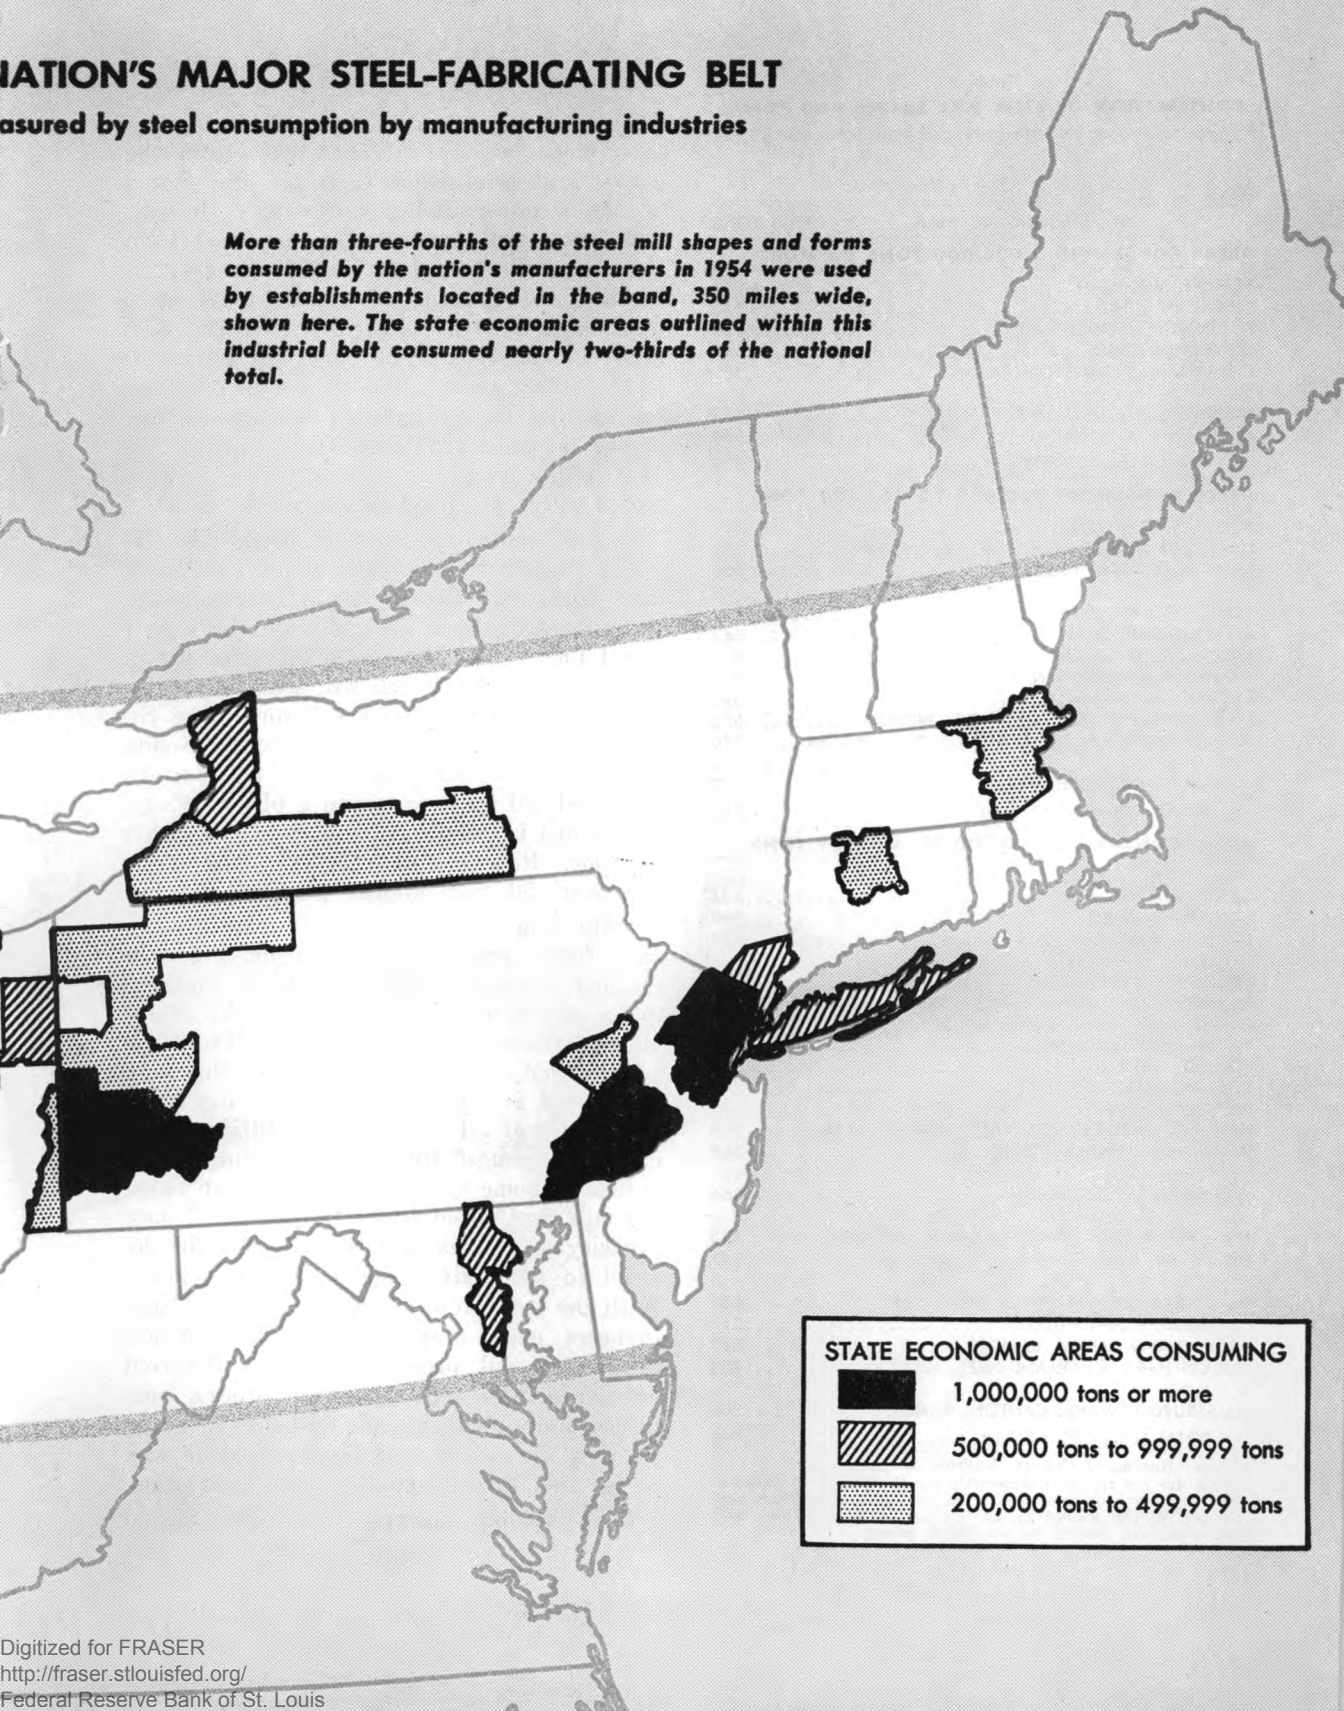 NATION'S MAJOR STEEL-FABRICATING BELT
asured by steel consumption by manufacturing industries
More than three-fourths of the steel mill shapes and forms
consumed by the nation's manufacturers in 1954 were used
by establishments located in the band, 350 miles wide,
shown here. The state economic areas outlined within this
industrial belt consumed nearly two-thirds of the national
total.
STATE ECONOMIC AREAS CONSUMING
1,000,000 tons or more
500,000 tons to 999,999 tons
200,000 tons to 499,999 tons
Digitized for FRASER
http://fraser.stlouisfed.org/
Federal Reserve Bank of St. Louis